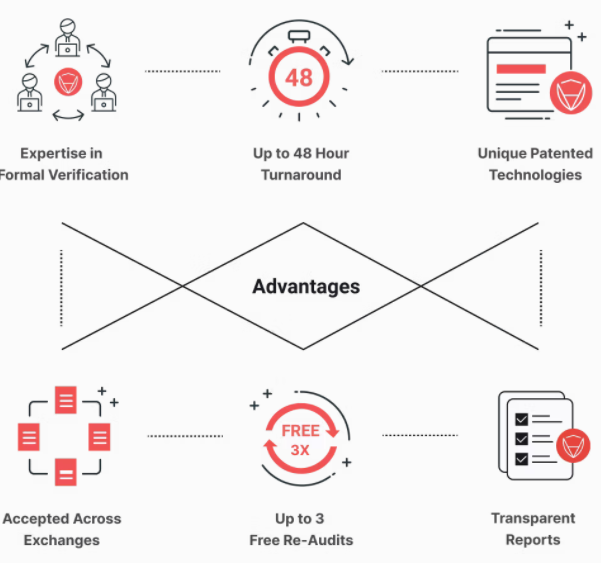 48
Expertise in
Formal Verification
Up to 48 Hour
Turnaround
Unique Patented
Technologies
Advantages
FREE
3X
Accepted Across
Exchanges
Up to 3
Free Re-Audits
Transparent
Reports